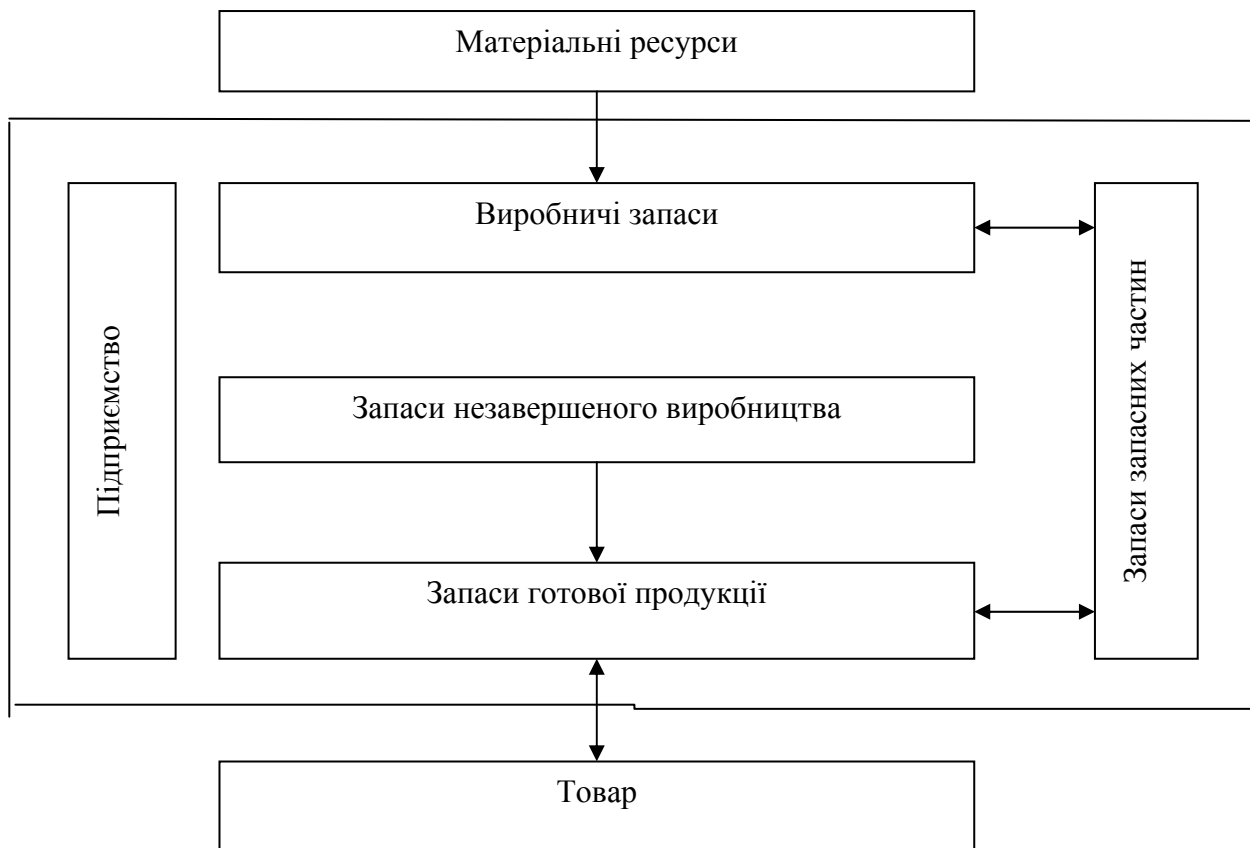 Матеріальні ресурси
Виробничі запаси
Підприємство
Запаси незавершеного виробництва
Запаси запасних частин
Запаси готової продукції
Товар